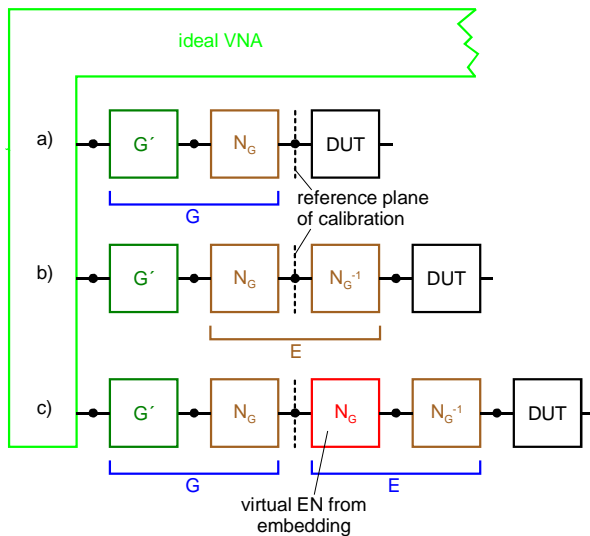 ideal VNA
a)
G´
N_G
DUT
G
reference plane
of calibration
b)
G´
N_G
N_G⁻¹
DUT
E
c)
G´
N_G
N_G
N_G⁻¹
DUT
G
E
virtual EN from
embedding